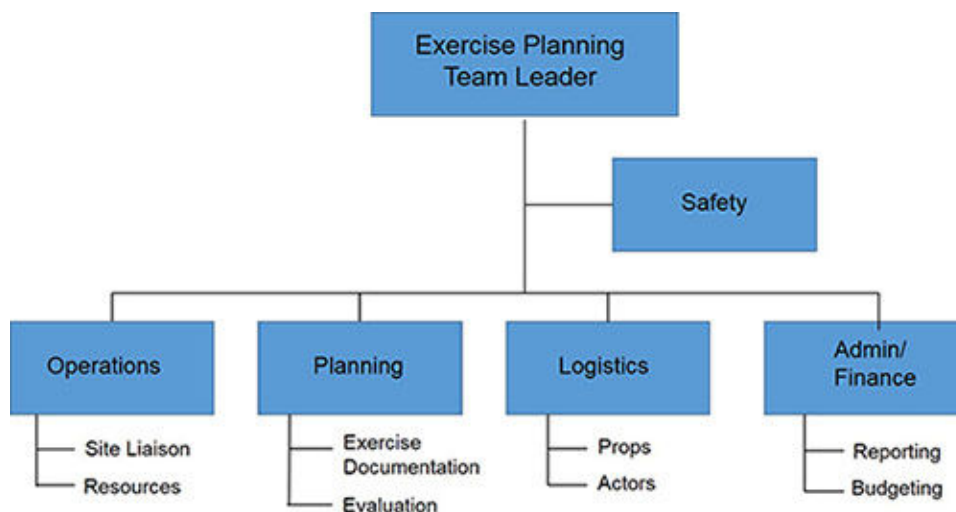 Exercise Planning
Team Leader
Safety
Operations
Planning
Logistics
Admin/
Finance
Site Liaison
Resources
Exercise
Documentation
Evaluation
Props
Actors
Reporting
Budgeting